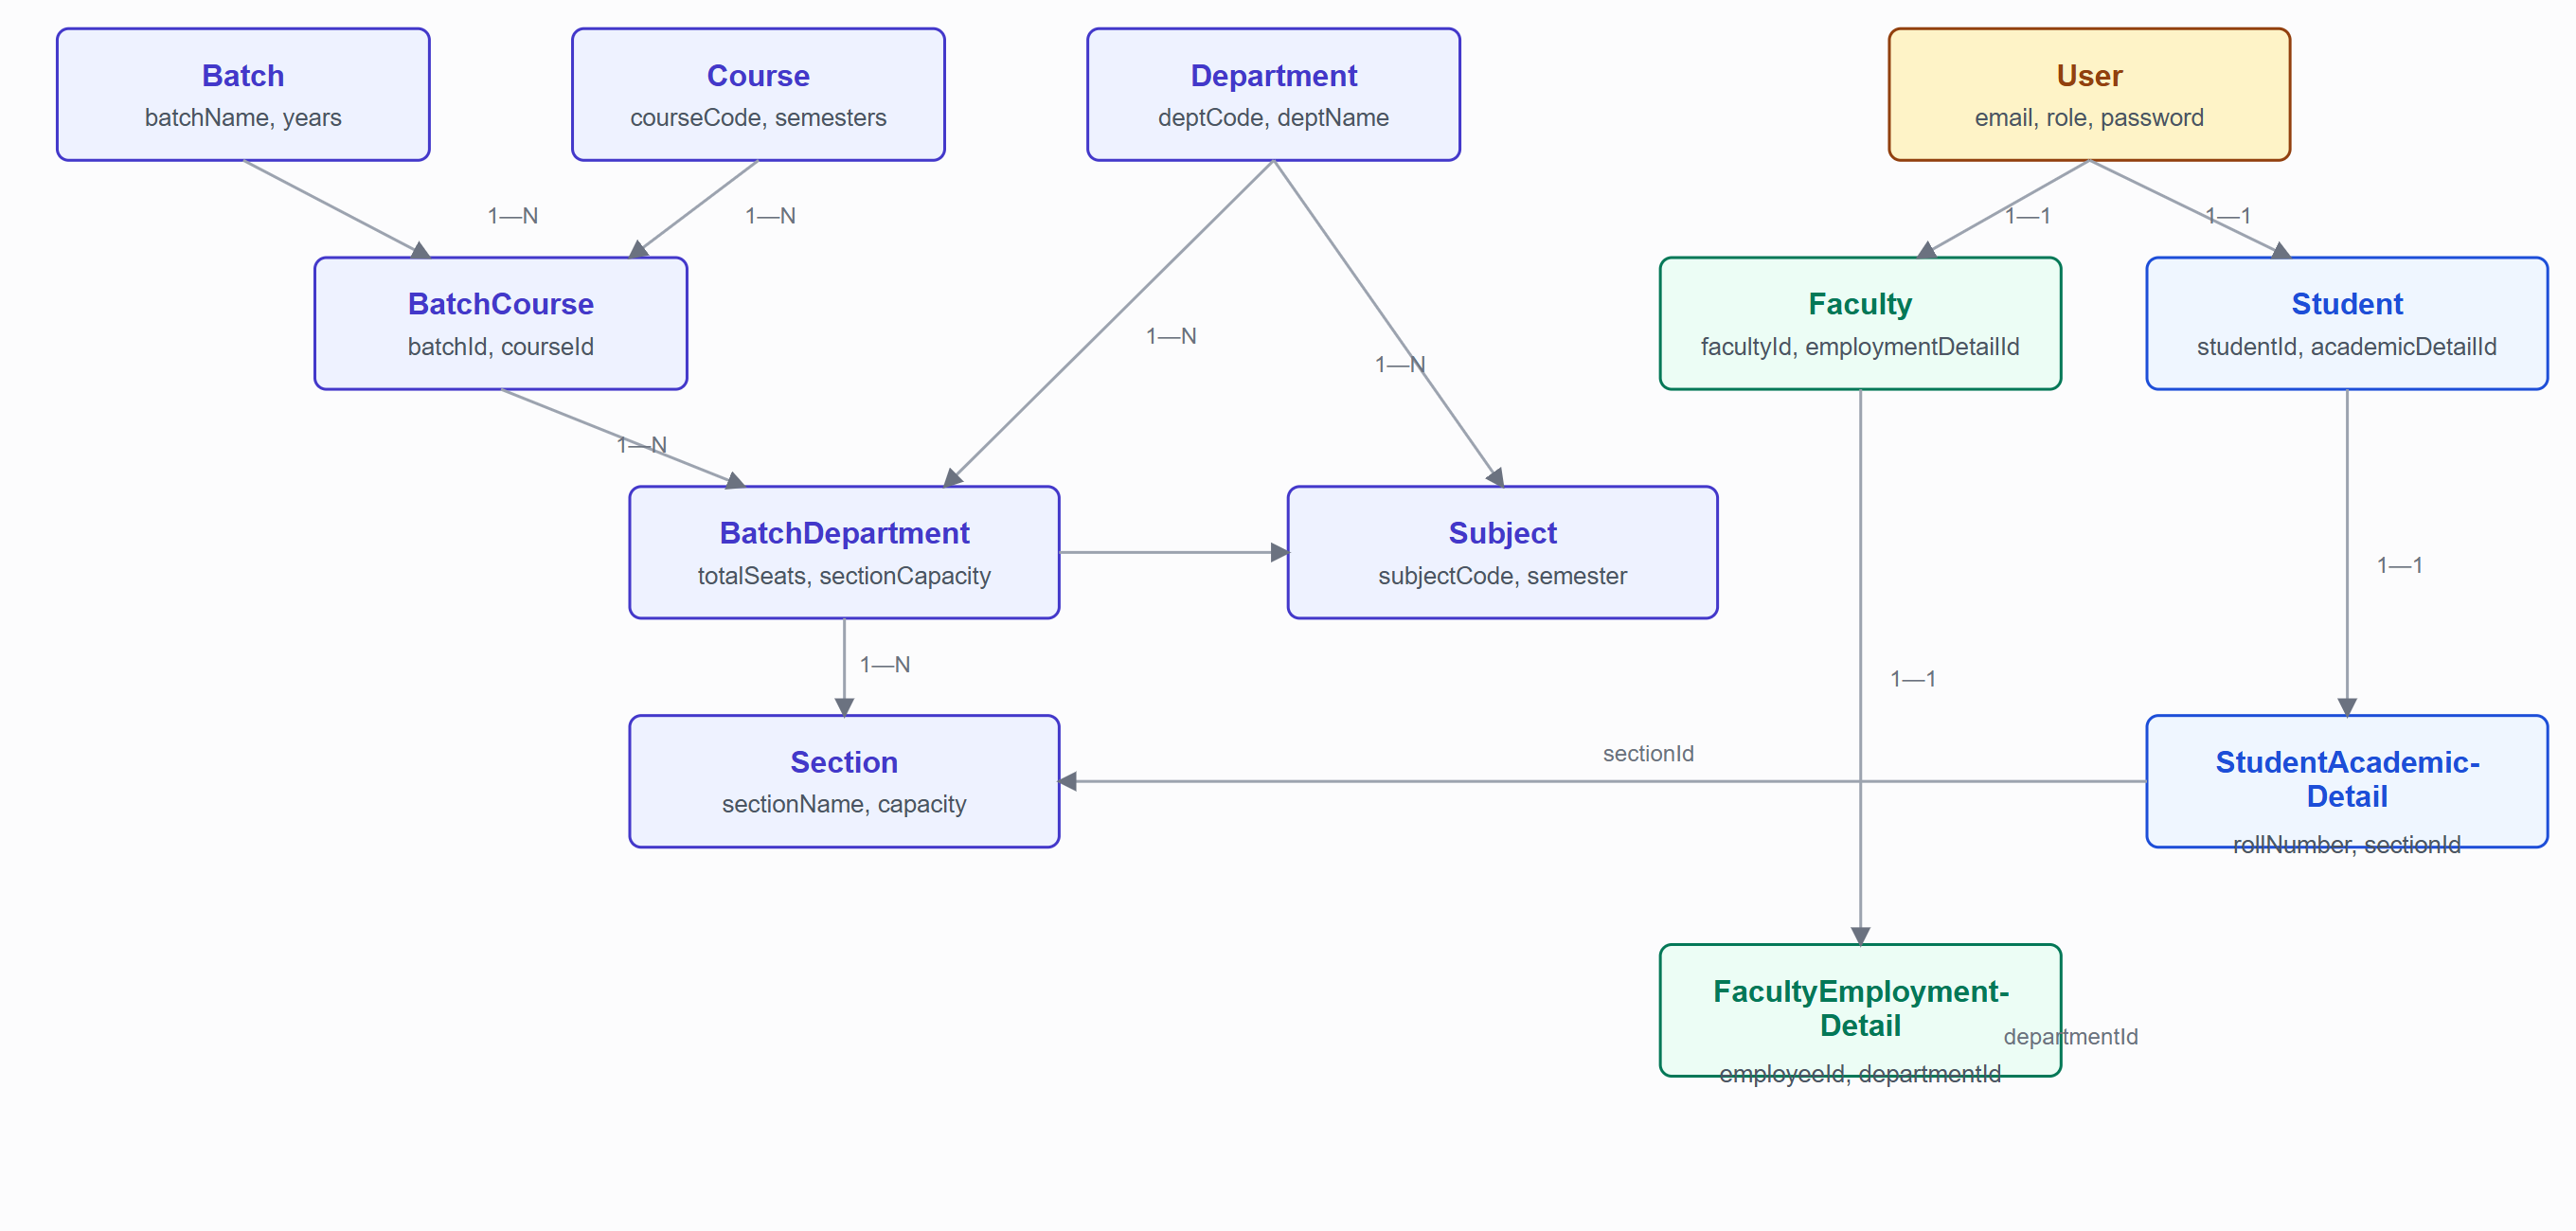 Batch
batchName, years
Course
courseCode, semesters
Department
deptCode, deptName
User
email, role, password
1—N
1—N
1—1
1—1
BatchCourse
batchId, courseId
1—N
1—N
Faculty
facultyId, employmentDetailId
Student
studentId, academicDetailId
1—N
BatchDepartment
totalSeats, sectionCapacity
Subject
subjectCode, semester
1—1
1—N
1—1
Section
sectionName, capacity
sectionId
StudentAcademic-
Detail
rollNumber, sectionId
FacultyEmployment-
Detail
departmentId
employeeId, departmentId